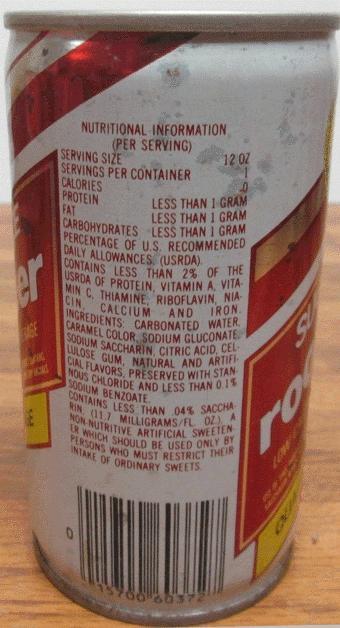 NUTRITIONAL INFORMATION
(PER SERVING)
SERVING SIZE 12 OZ
SERVINGS PER CONTAINER 1
CALORIES 0
PROTEIN LESS THAN 1 GRAM
FAT LESS THAN 1 GRAM
CARBOHYDRATES LESS THAN 1 GRAM
PERCENTAGE OF U.S. RECOMMENDED
DAILY ALLOWANCES (USRDA).
CONTAINS LESS THAN 2% OF THE
USRDA OF PROTEIN, VITAMIN A, VITA-
MIN C, THIAMINE, RIBOFLAVIN, NIA-
CIN, CALCIUM AND IRON.
INGREDIENTS: CARBONATED WATER,
CARAMEL COLOR, SODIUM GLUCONATE,
SODIUM SACCHARIN, CITRIC ACID, CEL-
LULOSE GUM, NATURAL AND ARTIFI-
CIAL FLAVORS, PRESERVED WITH STAN-
NOUS CHLORIDE AND LESS THAN 0.1%
SODIUM BENZOATE.
CONTAINS LESS THAN .04% SACCHA-
RIN, (11.7 MILLIGRAMS/FL. OZ.), A
NON-NUTRITIVE ARTIFICIAL SWEETEN-
ER WHICH SHOULD BE USED ONLY BY
PERSONS WHO MUST RESTRICT THEIR
INTAKE OF ORDINARY SWEETS.
0
15700 60372
er
SU
ro
LOW